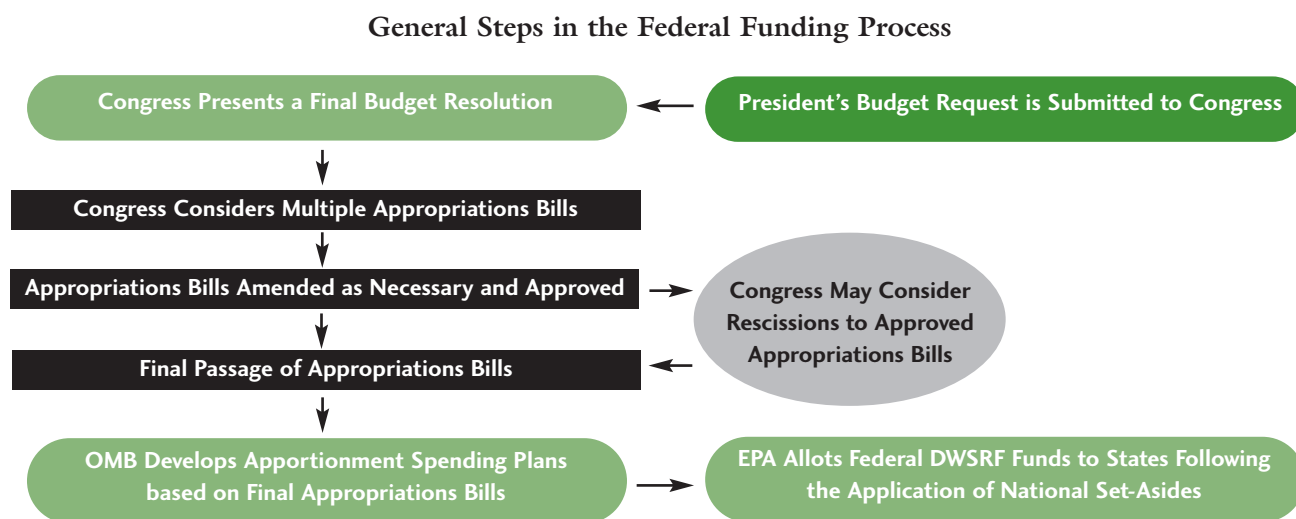 General Steps in the Federal Funding Process
Congress Presents a Final Budget Resolution
President’s Budget Request is Submitted to Congress
Congress Considers Multiple Appropriations Bills
Appropriations Bills Amended as Necessary and Approved
Congress May Consider
Rescissions to Approved
Appropriations Bills
Final Passage of Appropriations Bills
OMB Develops Apportionment Spending Plans
based on Final Appropriations Bills
EPA Allots Federal DWSRF Funds to States Following
the Application of National Set-Asides